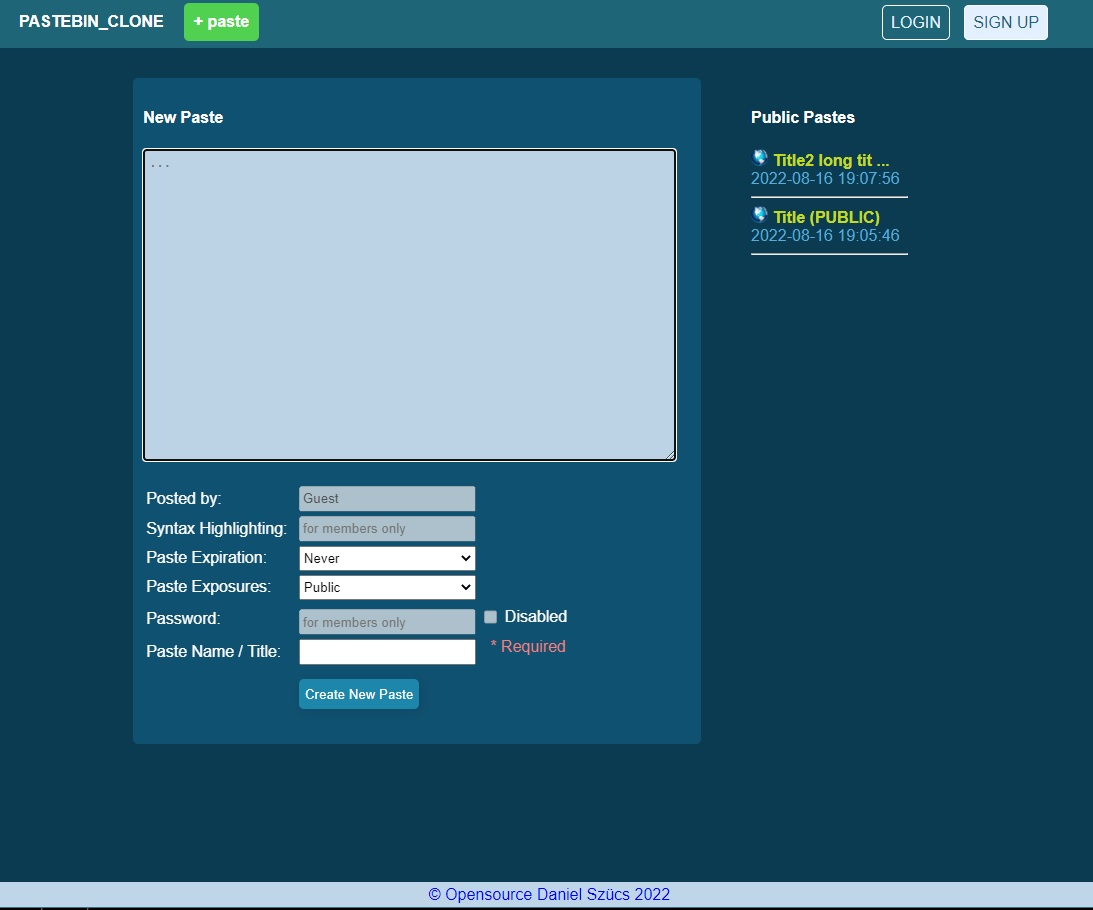 PASTEBIN_CLONE + paste LOGIN SIGN UP
New Paste
...
Posted by: Guest
Syntax Highlighting: for members only
Paste Expiration: Never
Paste Exposures: Public
Password: for members only Disabled
Paste Name / Title: * Required
Create New Paste
Public Pastes
Title2 long tit ...
2022-08-16 19:07:56
Title (PUBLIC)
2022-08-16 19:05:46
© Opensource Daniel Szücs 2022